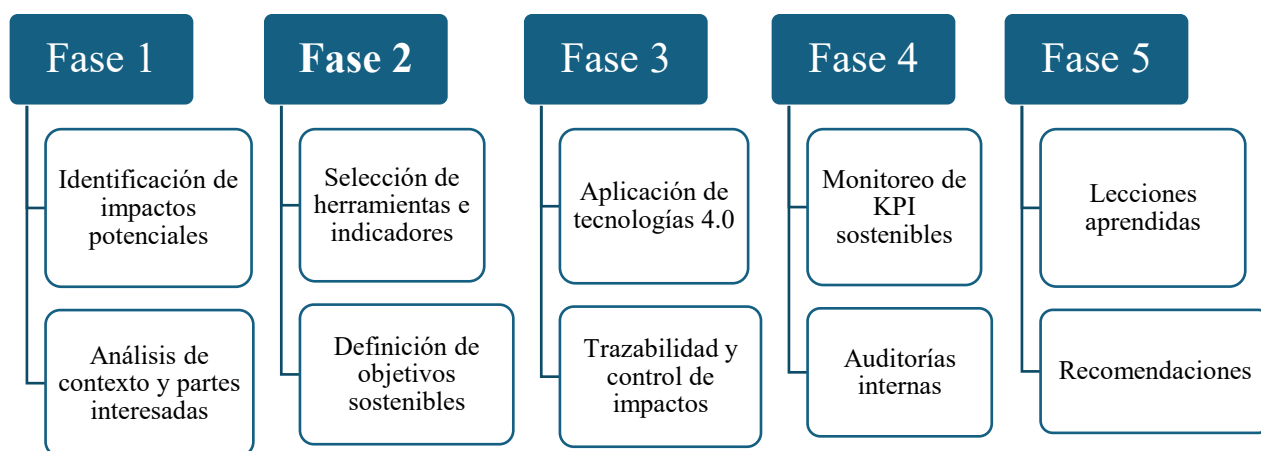 Fase 1
Identificación de
impactos
potenciales
Análisis de
contexto y partes
interesadas
Fase 2
Selección de
herramientas e
indicadores
Definición de
objetivos
sostenibles
Fase 3
Aplicación de
tecnologías 4.0
Trazabilidad y
control de
impactos
Fase 4
Monitoreo de
KPI
sostenibles
Auditorías
internas
Fase 5
Lecciones
aprendidas
Recomendaciones